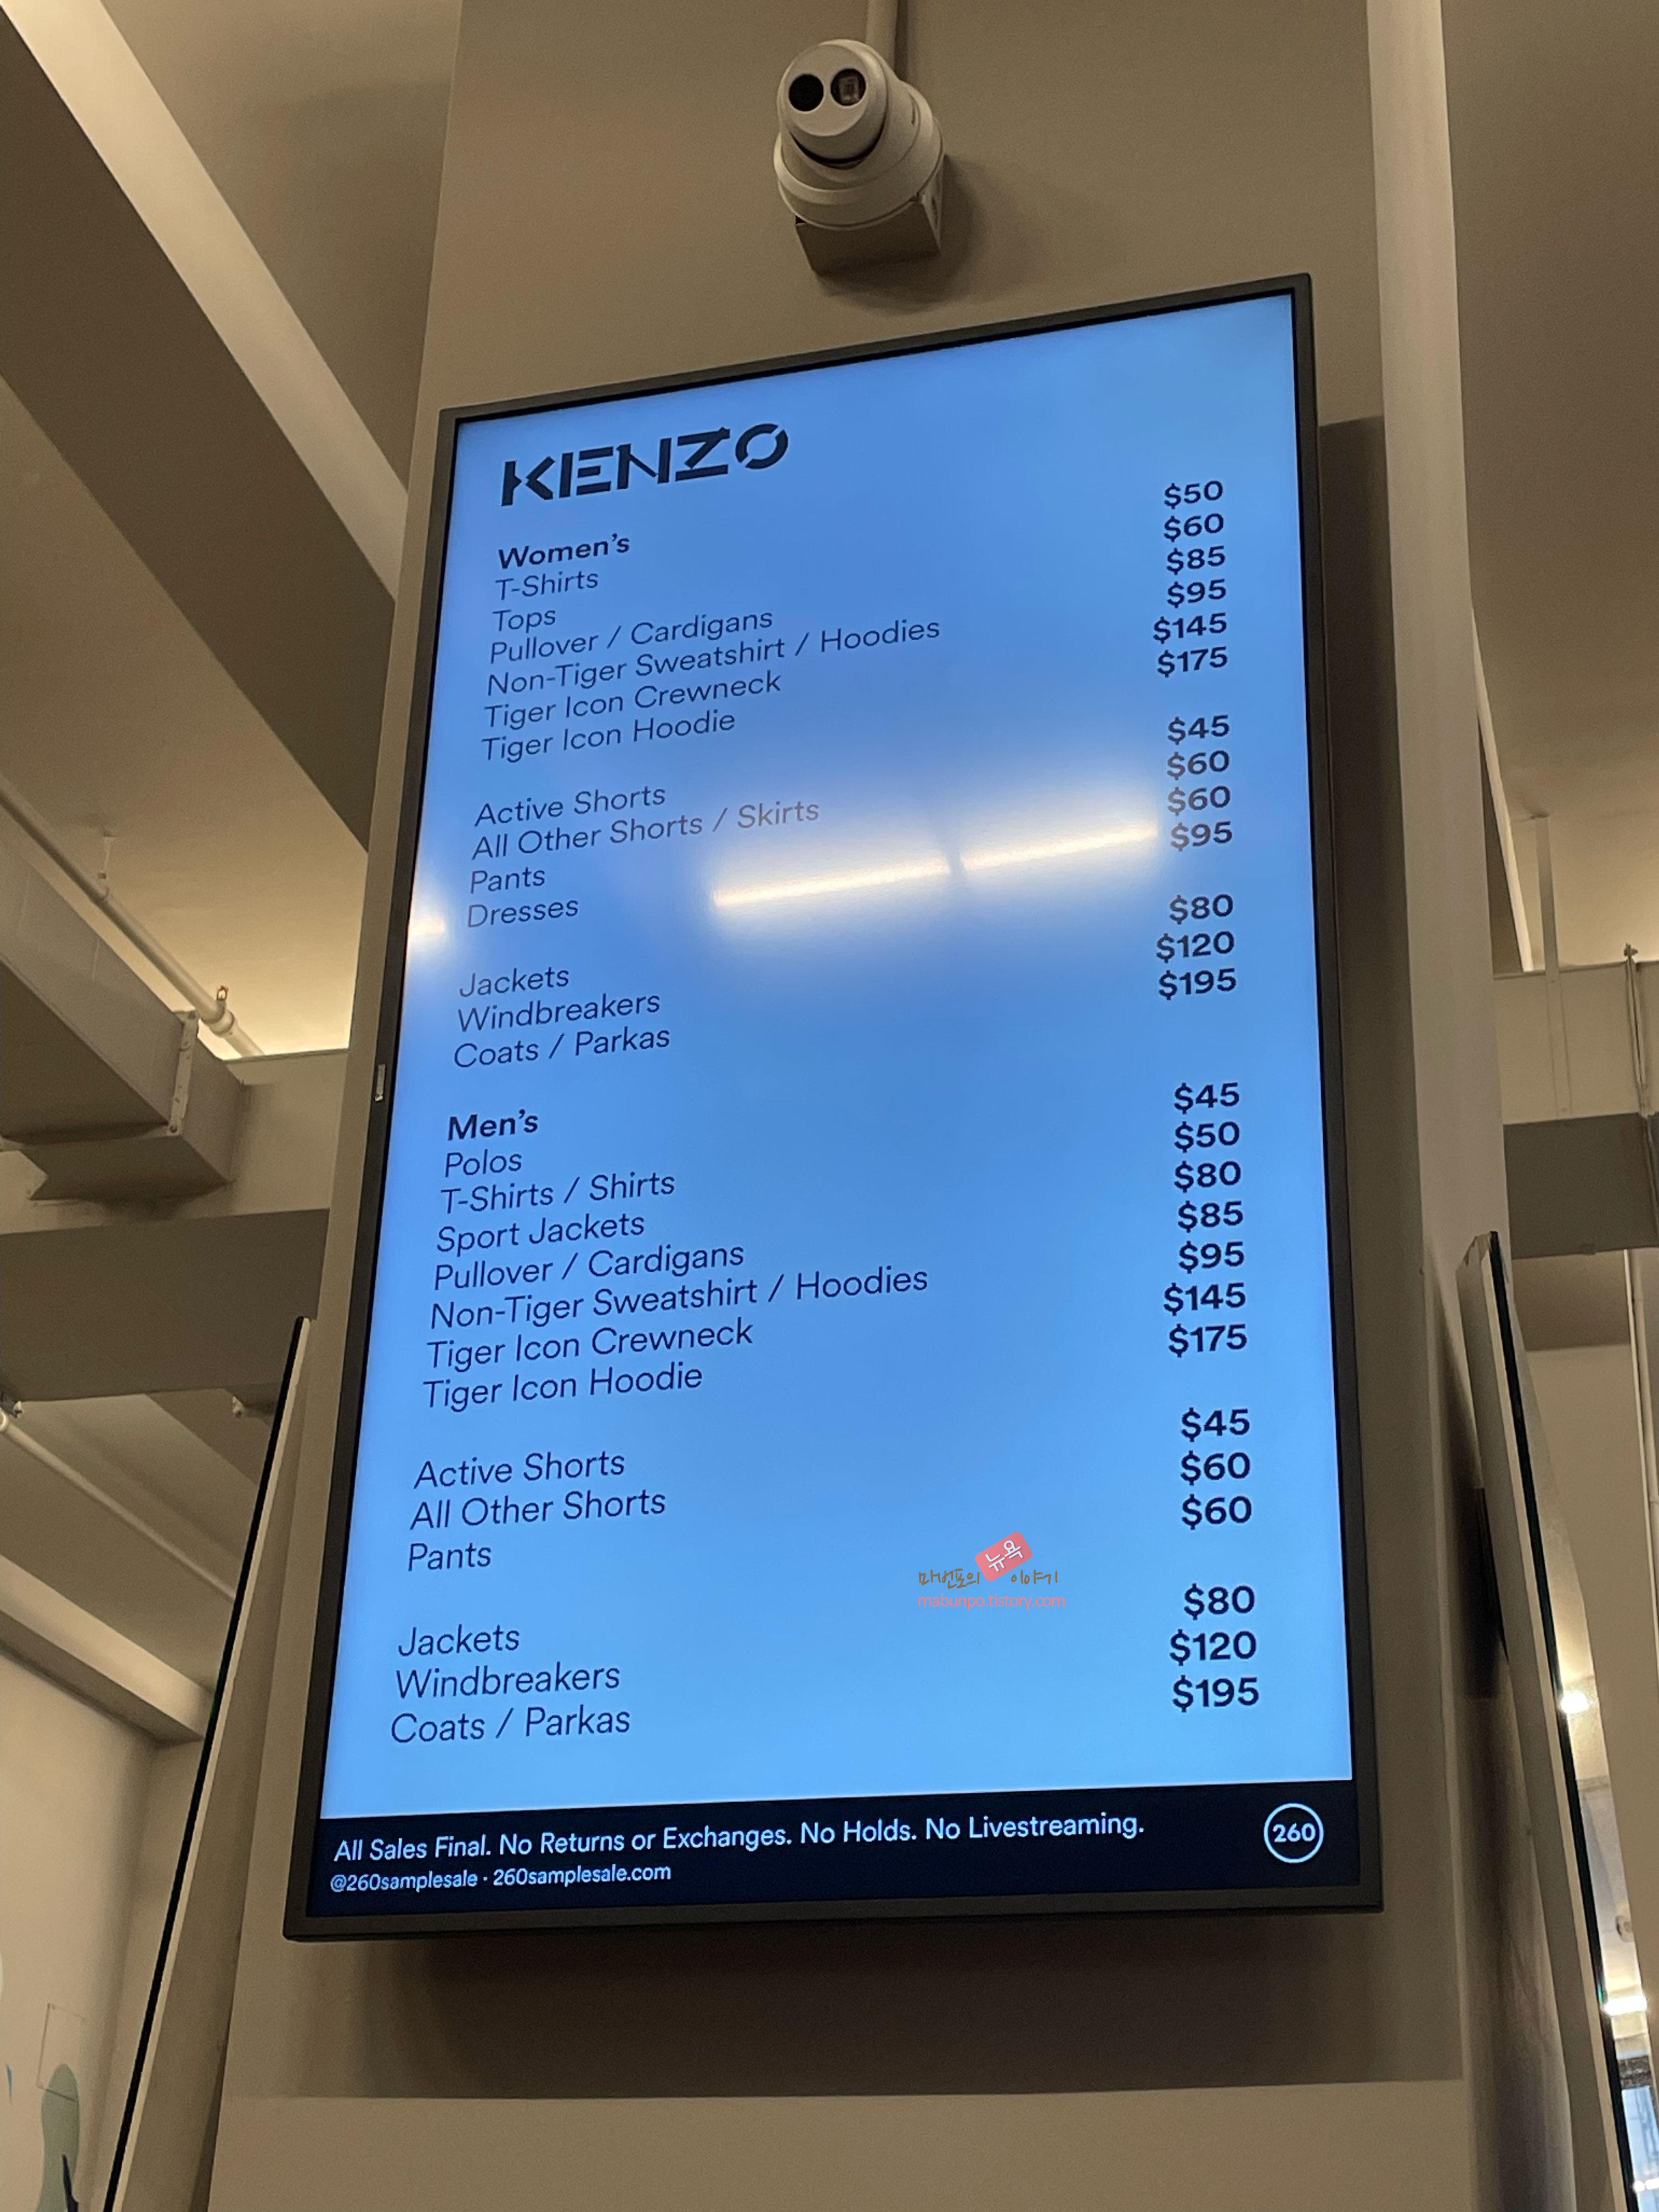 KENZO
Women's
T-Shirts $50
Tops $60
Pullover / Cardigans $85
Non-Tiger Sweatshirt / Hoodies $95
Tiger Icon Crewneck $145
Tiger Icon Hoodie $175
Active Shorts $45
All Other Shorts / Skirts $60
Pants $60
Dresses $95
Jackets $80
Windbreakers $120
Coats / Parkas $195
Men's
Polos $45
T-Shirts / Shirts $50
Sport Jackets $80
Pullover / Cardigans $85
Non-Tiger Sweatshirt / Hoodies $95
Tiger Icon Crewneck $145
Tiger Icon Hoodie $175
Active Shorts $45
All Other Shorts $60
Pants $60
마번포의 뉴욕 이야기
mabunpo.tistory.com
Jackets $80
Windbreakers $120
Coats / Parkas $195
All Sales Final. No Returns or Exchanges. No Holds. No Livestreaming.
@260samplesale · 260samplesale.com
260